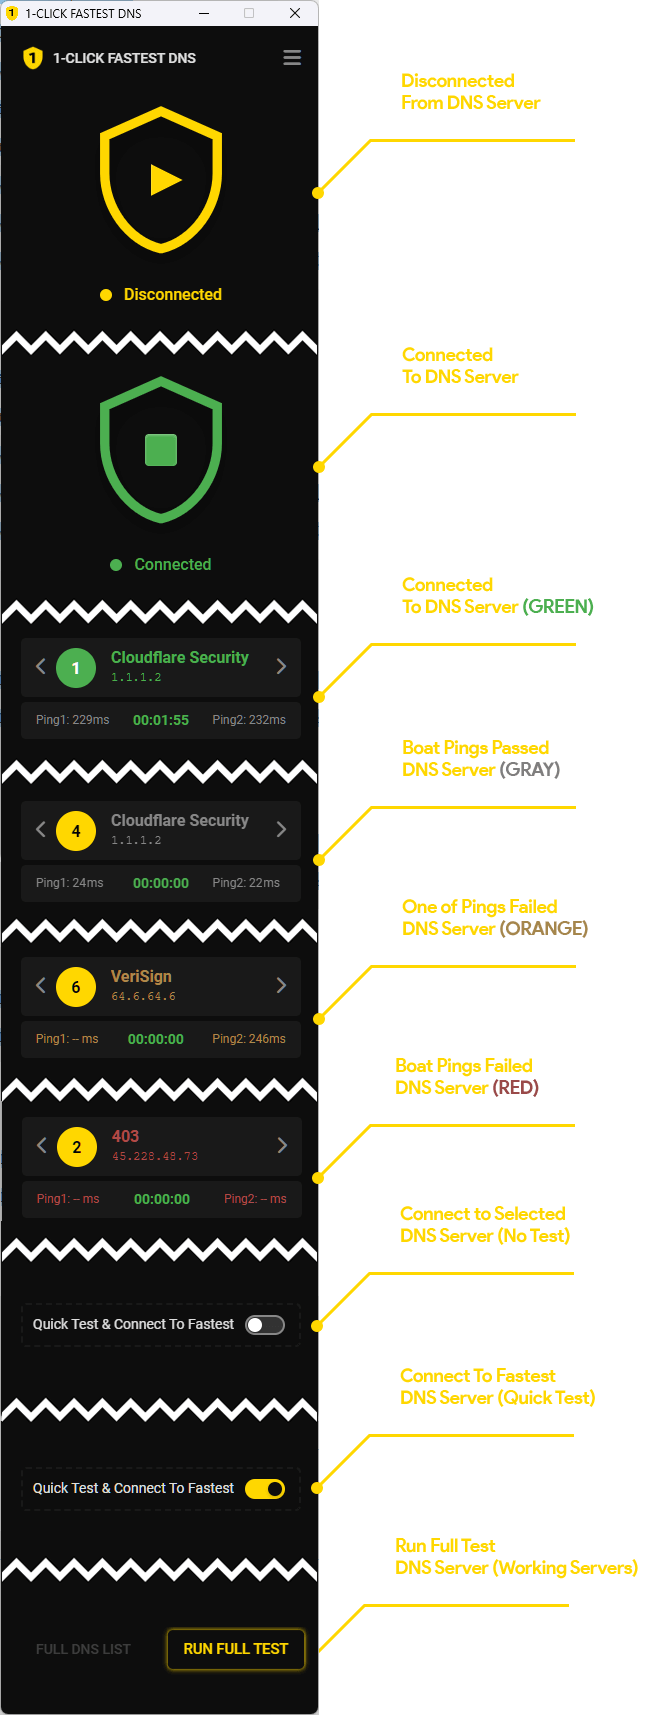 1-CLICK FASTEST DNS
1 1-CLICK FASTEST DNS
Disconnected
From DNS Server
Disconnected
Connected
To DNS Server
Connected
Connected
To DNS Server (GREEN)
1
Cloudflare Security
1.1.1.2
Ping1: 229ms 00:01:55 Ping2: 232ms
Boat Pings Passed
DNS Server (GRAY)
4
Cloudflare Security
1.1.1.2
Ping1: 24ms 00:00:00 Ping2: 22ms
One of Pings Failed
DNS Server (ORANGE)
6
VeriSign
64.6.64.6
Ping1: -- ms 00:00:00 Ping2: 246ms
Boat Pings Failed
DNS Server (RED)
2
403
45.228.48.73
Ping1: -- ms 00:00:00 Ping2: -- ms
Connect to Selected
DNS Server (No Test)
Quick Test & Connect To Fastest
Connect To Fastest
DNS Server (Quick Test)
Quick Test & Connect To Fastest
Run Full Test
DNS Server (Working Servers)
FULL DNS LIST RUN FULL TEST